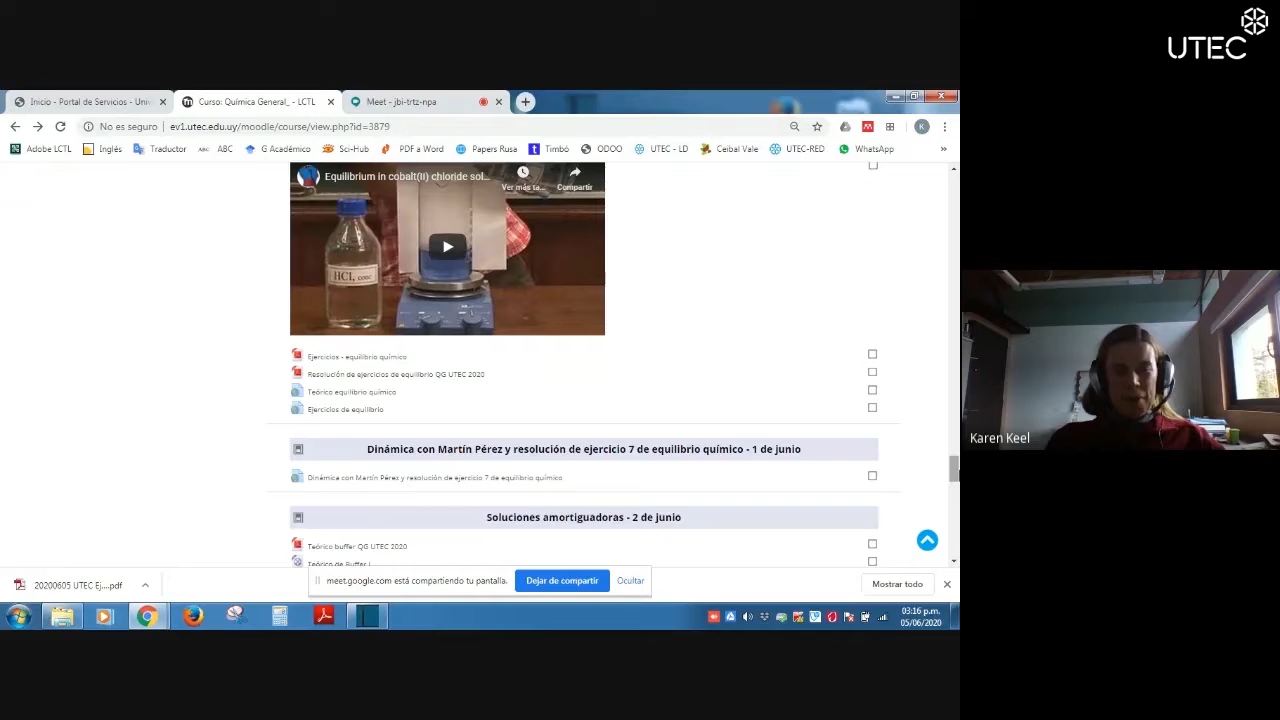 UTEC
Inicio - Portal de Servicios - Univ
Curso: Química General_ - LCTL
Meet - jbi-trtz-npa
No es seguro
ev1.utec.edu.uy/moodle/course/view.php?id=3879
K
Adobe LCTL
Inglés
Traductor
ABC
G Académico
Sci-Hub
PDF a Word
Papers Rusa
Timbó
ODOO
UTEC - LD
Ceibal Vale
UTEC-RED
WhatsApp
Equilibrium in cobalt(II) chloride sol...
Ver más ta...
Compartir
HCl, conc
Ejercicios - equilibrio químico
Resolución de ejercicios de equilibrio QG UTEC 2020
Teórico equilibrio químico
Ejercicios de equilibrio
Karen Keel
Dinámica con Martín Pérez y resolución de ejercicio 7 de equilibrio químico - 1 de junio
Dinámica con Martín Pérez y resolución de ejercicio 7 de equilibrio químico
Soluciones amortiguadoras - 2 de junio
Teórico buffer QG UTEC 2020
Teórico de Buffer I
meet.google.com está compartiendo tu pantalla.
Dejar de compartir
Ocultar
20200605 UTEC Ej....pdf
Mostrar todo
03:16 p.m.
05/06/2020